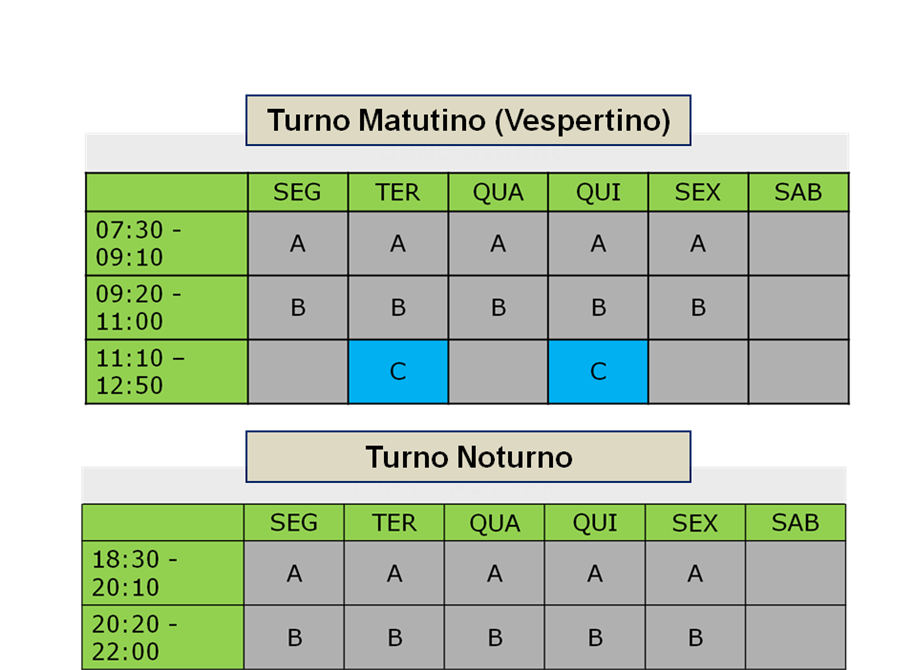 Turno Matutino (Vespertino)
SEG TER QUA QUI SEX SAB
07:30 -
09:10
A A A A A
09:20 -
11:00
B B B B B
11:10 –
12:50
C C
Turno Noturno
SEG TER QUA QUI SEX SAB
18:30 -
20:10
A A A A A
20:20 -
22:00
B B B B B